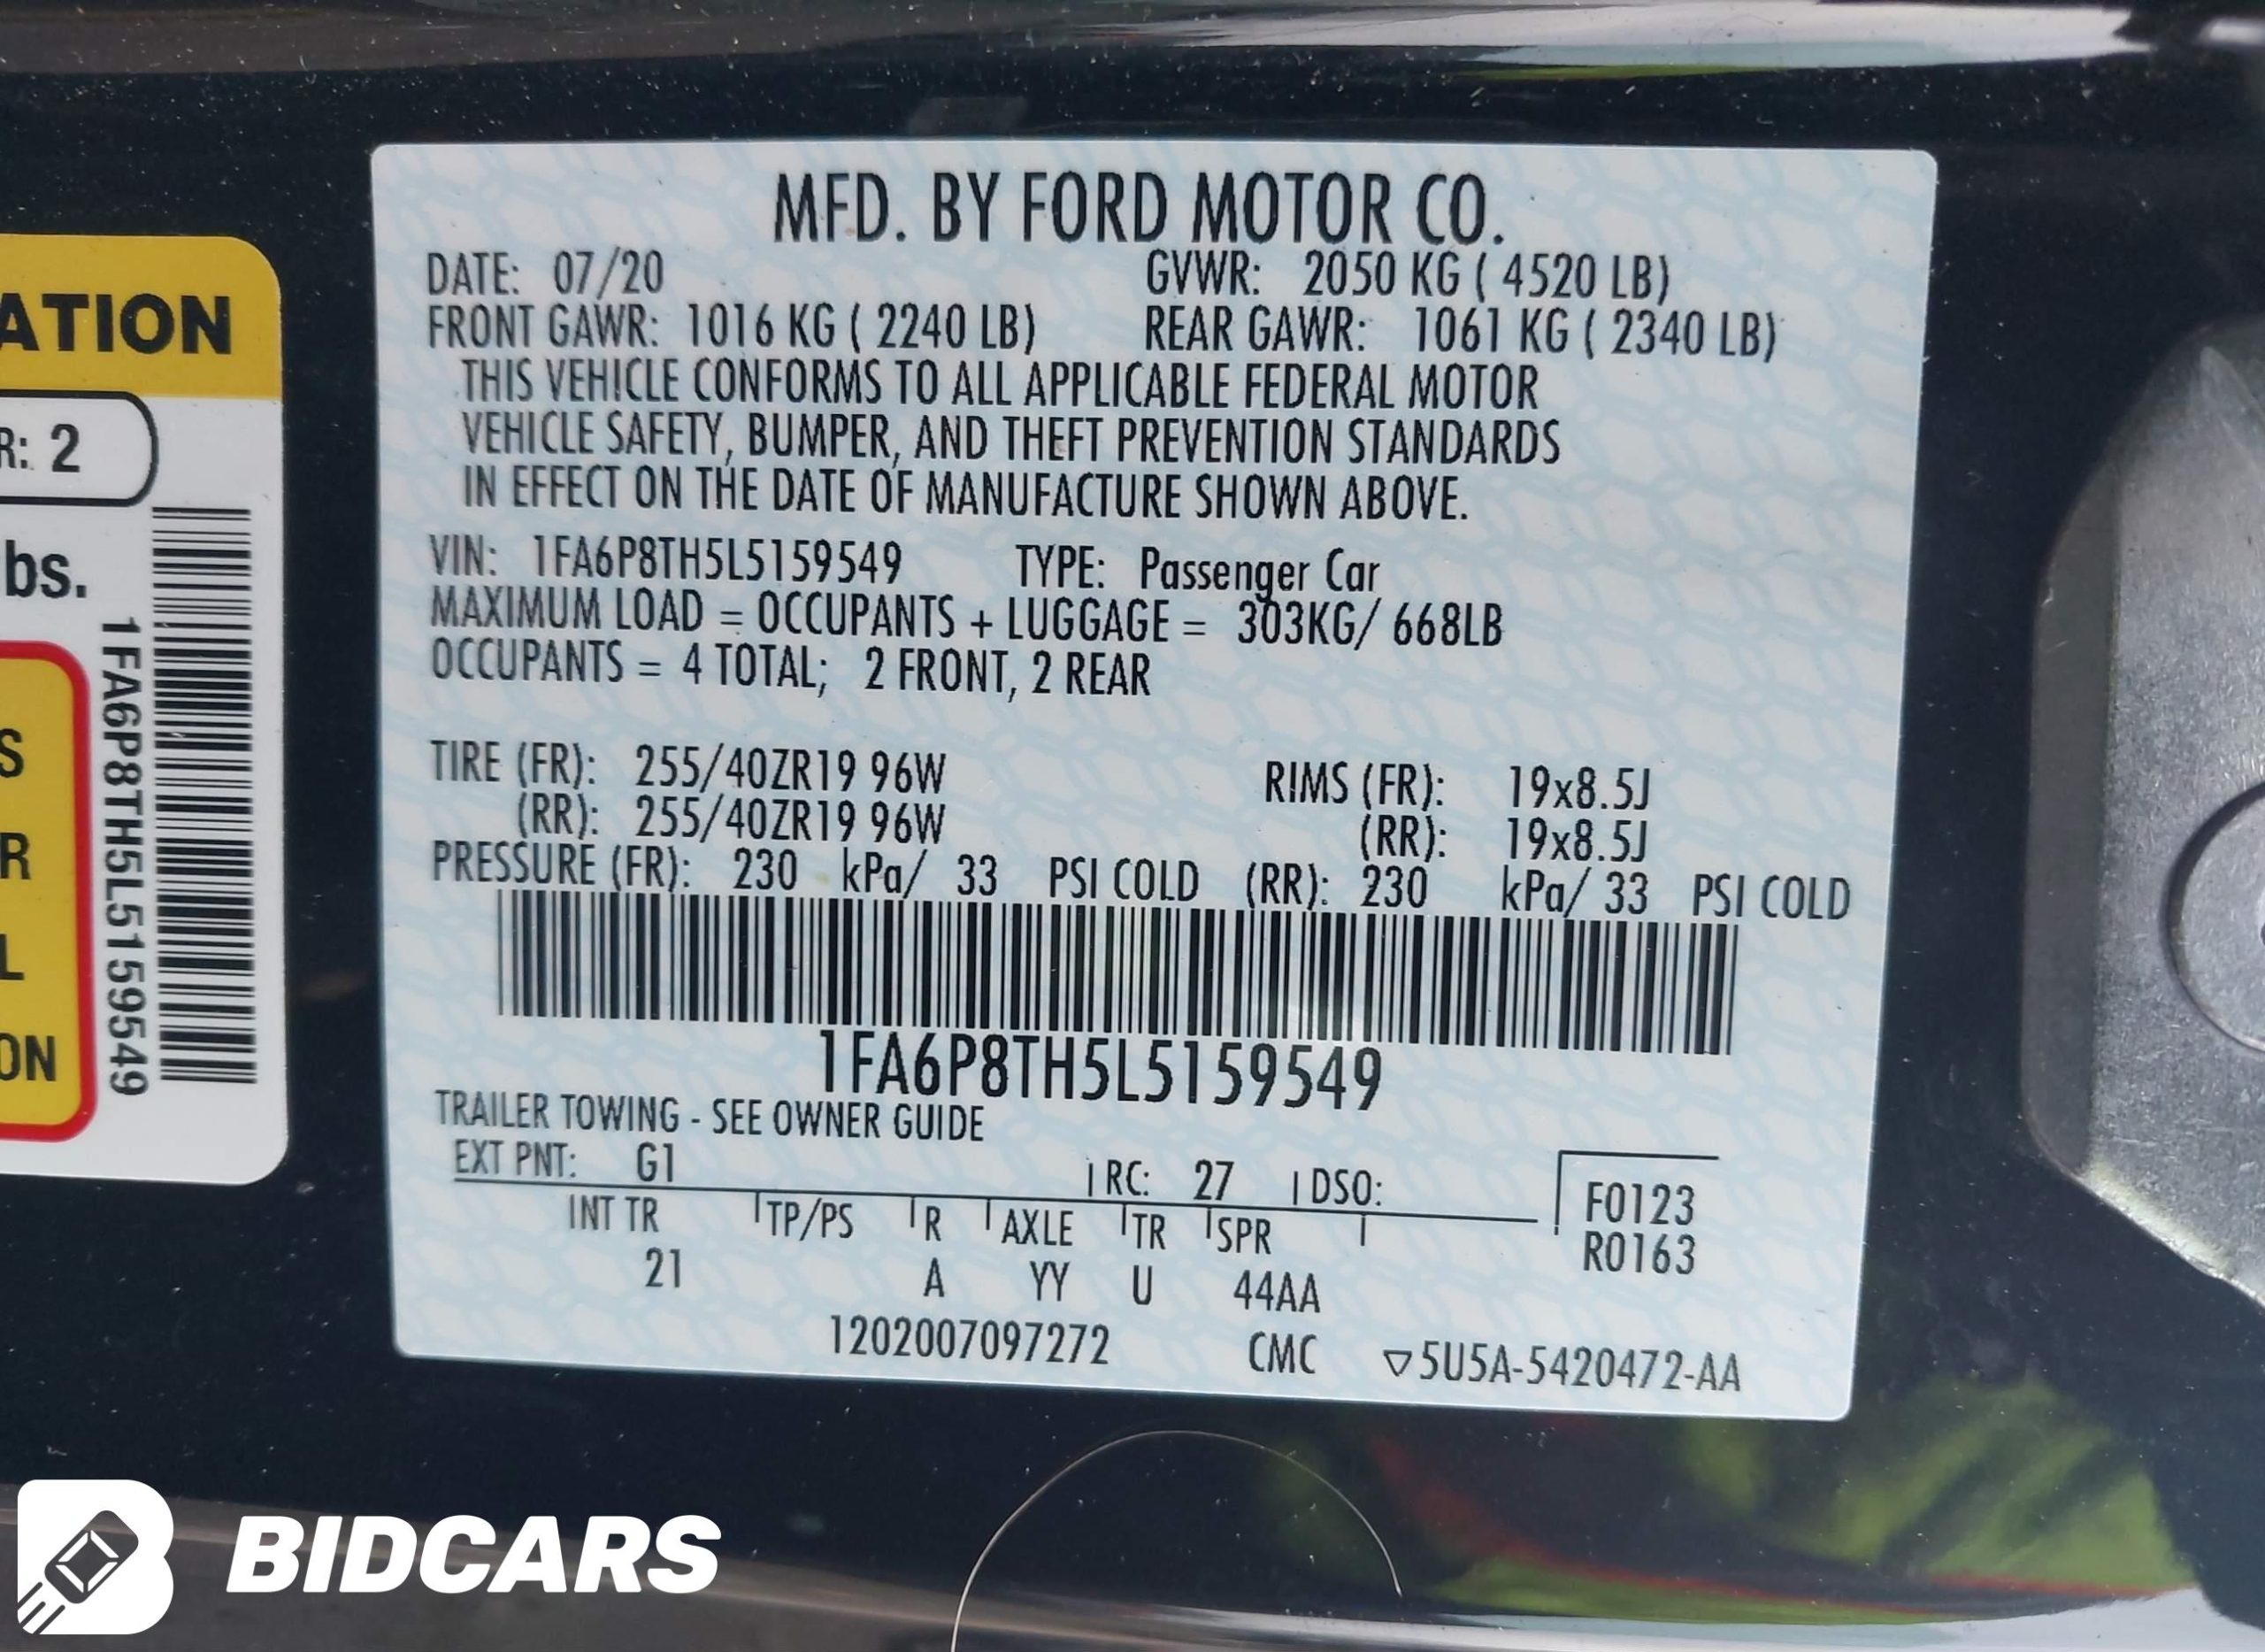 MFD. BY FORD MOTOR CO.
DATE: 07/20 GVWR: 2050 KG ( 4520 LB)
FRONT GAWR: 1016 KG ( 2240 LB) REAR GAWR: 1061 KG ( 2340 LB)
THIS VEHICLE CONFORMS TO ALL APPLICABLE FEDERAL MOTOR
VEHICLE SAFETY, BUMPER, AND THEFT PREVENTION STANDARDS
IN EFFECT ON THE DATE OF MANUFACTURE SHOWN ABOVE.
VIN: 1FA6P8TH5L5159549 TYPE: Passenger Car
MAXIMUM LOAD = OCCUPANTS + LUGGAGE = 303KG/ 668LB
OCCUPANTS = 4 TOTAL; 2 FRONT, 2 REAR
TIRE (FR): 255/40ZR19 96W RIMS (FR): 19x8.5J
(RR): 255/40ZR19 96W (RR): 19x8.5J
PRESSURE (FR): 230 kPa/ 33 PSI COLD (RR): 230 kPa/ 33 PSI COLD
1FA6P8TH5L5159549
TRAILER TOWING - SEE OWNER GUIDE
EXT PNT: G1 RC: 27 DSO:
F0123
INT TR TP/PS R AXLE TR SPR
R0163
21 A YY U 44AA
1202007097272 CMC ▽5U5A-5420472-AA
ATION
R: 2
bs.
1FA6P8TH5L5159549
S
R
L
ON
BIDCARS